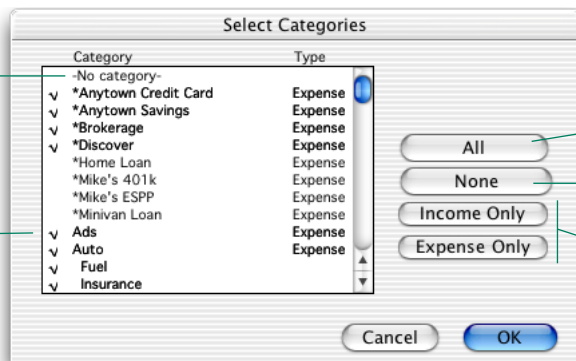 Select Categories
Category Type
-No category-
√ *Anytown Credit Card Expense
√ *Anytown Savings Expense
√ *Brokerage Expense
√ *Discover Expense
*Home Loan Expense
*Mike's 401k Expense
*Mike's ESPP Expense
*Minivan Loan Expense
√ Ads Expense
√ Auto Expense
√ Fuel
√ Insurance
All
None
Income Only
Expense Only
Cancel OK